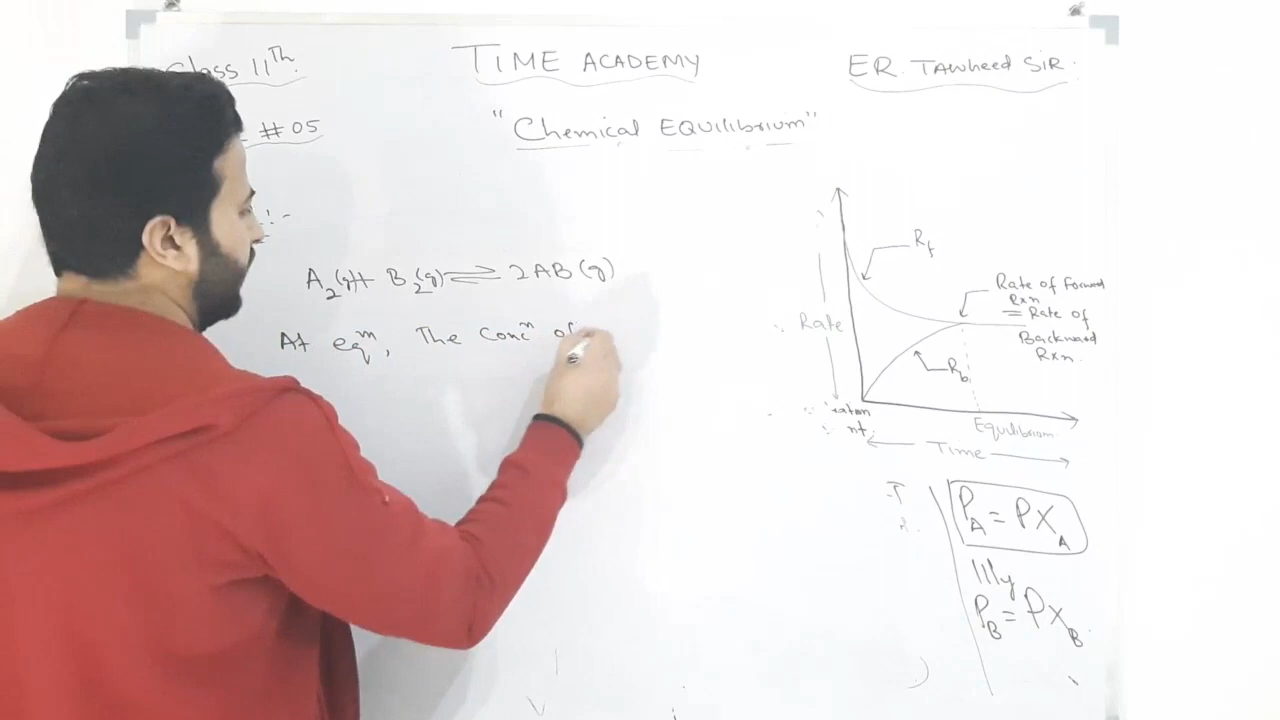 Class 11Th.
TIME ACADEMY
ER. TAWHEED SIR.
#05
"Chemical EQUILIbrium"
A2(g)+ B2(g) ⇌ 2AB(g)
At eqm, The Concn of
Rate
Rf
Rb
Rate of Forward
Rxn
= Rate of
Backward
Rxn.
Equilibrium.
Time
PA = PXA
|||ly
PB = PXB